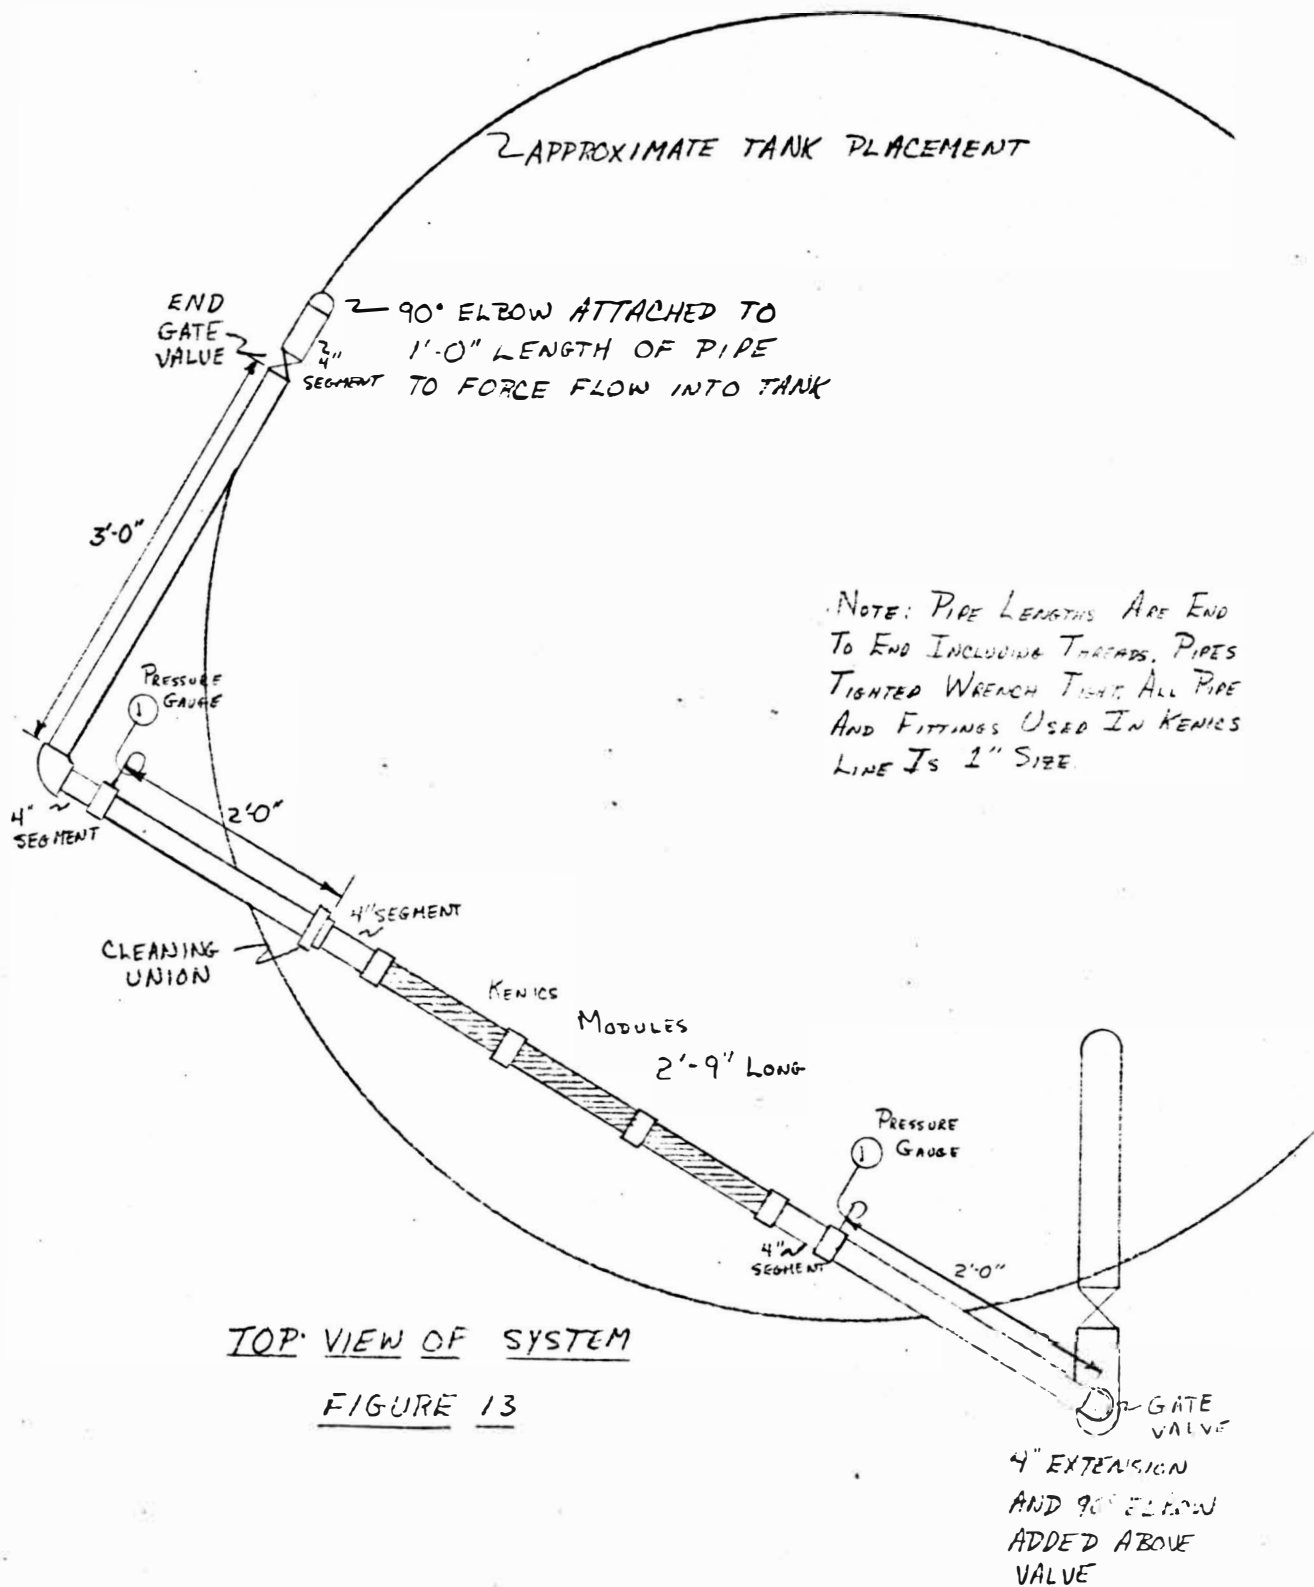 APPROXIMATE TANK PLACEMENT
END
GATE
VALUE
90° ELBOW ATTACHED TO
1'-0" LENGTH OF PIPE
TO FORCE FLOW INTO TANK
4"
SEGMENT
3'-0"
NOTE: PIPE LENGTHS ARE END
TO END INCLUDING THREADS. PIPES
TIGHTED WRENCH TIGHT. ALL PIPE
AND FITTINGS USED IN KENICS
LINE IS 1" SIZE.
PRESSURE
GAUGE
2'-0"
4"
SEGMENT
4" SEGMENT
CLEANING
UNION
KENICS
MODULES
2'-9" LONG
PRESSURE
GAUGE
4"
SEGMENT
2'-0"
TOP VIEW OF SYSTEM
FIGURE 13
GATE
VALVE
4" EXTENSION
AND 90° ELBOW
ADDED ABOVE
VALVE